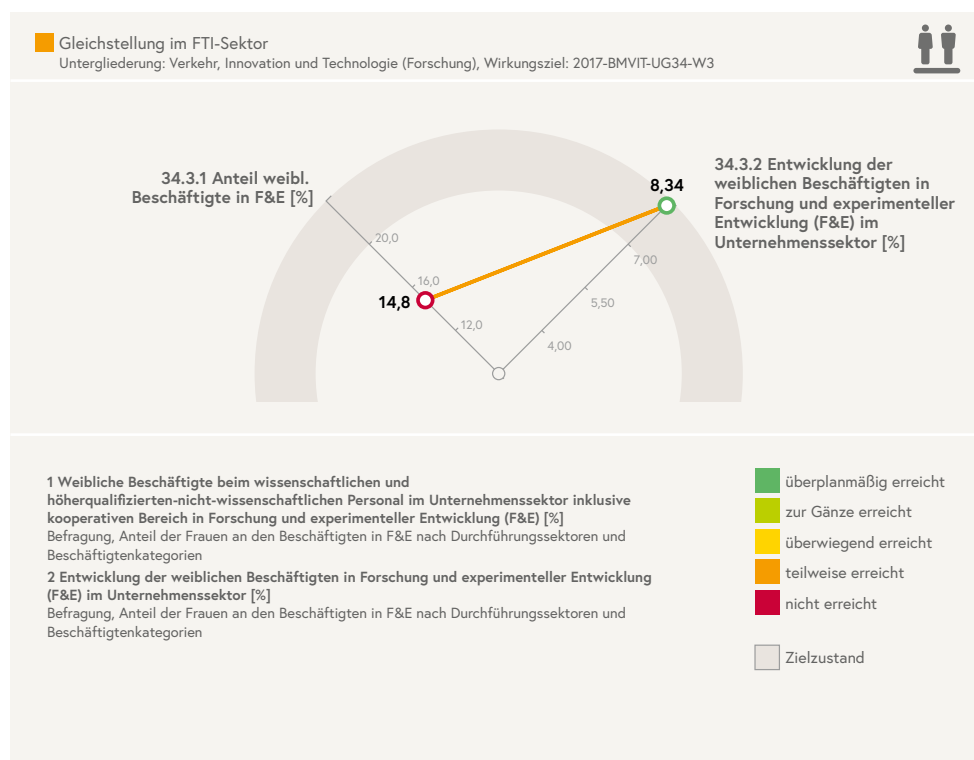 Gleichstellung im FTI-Sektor
Untergliederung: Verkehr, Innovation und Technologie (Forschung), Wirkungsziel: 2017-BMVIT-UG34-W3
34.3.1 Anteil weibl.
Beschäftigte in F&E [%]
34.3.2 Entwicklung der
weiblichen Beschäftigten in
Forschung und experimenteller
Entwicklung (F&E) im
Unternehmenssektor [%]
8,34
20,0
7,00
16,0
14,8
5,50
12,0
4,00
1 Weibliche Beschäftigte beim wissenschaftlichen und
höherqualifizierten-nicht-wissenschaftlichen Personal im Unternehmenssektor inklusive
kooperativen Bereich in Forschung und experimenteller Entwicklung (F&E) [%]
Befragung, Anteil der Frauen an den Beschäftigten in F&E nach Durchführungssektoren und
Beschäftigtenkategorien
2 Entwicklung der weiblichen Beschäftigten in Forschung und experimenteller Entwicklung
(F&E) im Unternehmenssektor [%]
Befragung, Anteil der Frauen an den Beschäftigten in F&E nach Durchführungssektoren und
Beschäftigtenkategorien
überplanmäßig erreicht
zur Gänze erreicht
überwiegend erreicht
teilweise erreicht
nicht erreicht
Zielzustand